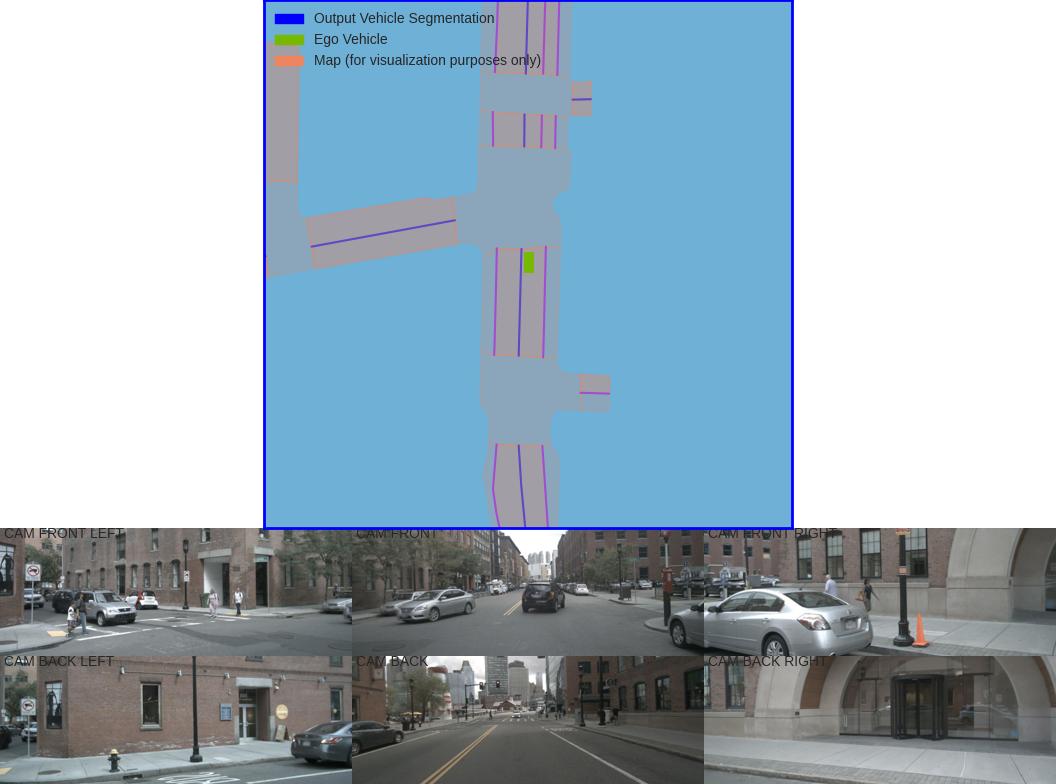 Output Vehicle Segmentation
Ego Vehicle
Map (for visualization purposes only)
CAM FRONT LEFT
CAM FRONT
CAM FRONT RIGHT
CAM BACK LEFT
CAM BACK
CAM BACK RIGHT